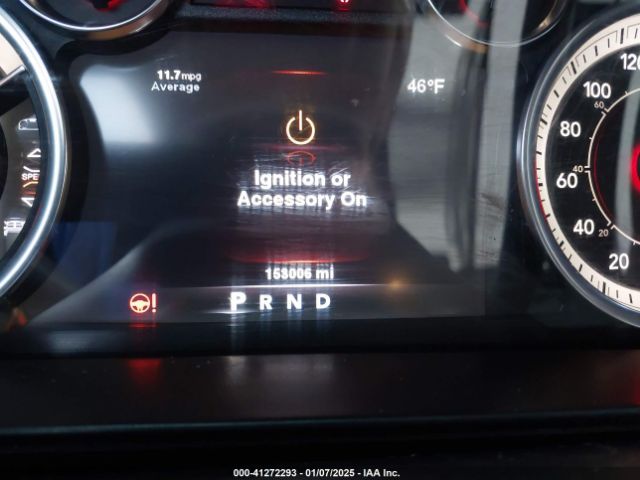 11.7mpg
Average
46°F
Ignition or
Accessory On
153006 mi
P R N D
SPE
120
100
80
60
40
20
60
40
20
000-41272293 - 01/07/2025 - IAA Inc.